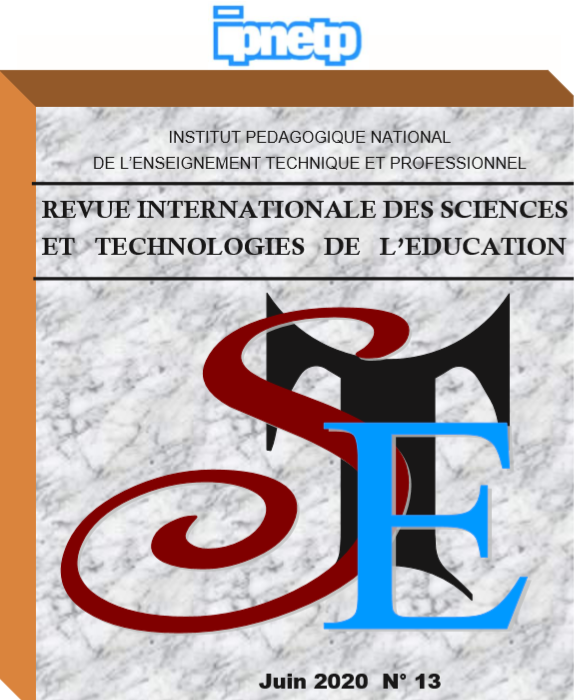 ipnetp
INSTITUT PEDAGOGIQUE NATIONAL
DE L'ENSEIGNEMENT TECHNIQUE ET PROFESSIONNEL
REVUE INTERNATIONALE DES SCIENCES
ET TECHNOLOGIES DE L'EDUCATION
STE
Juin 2020 N° 13